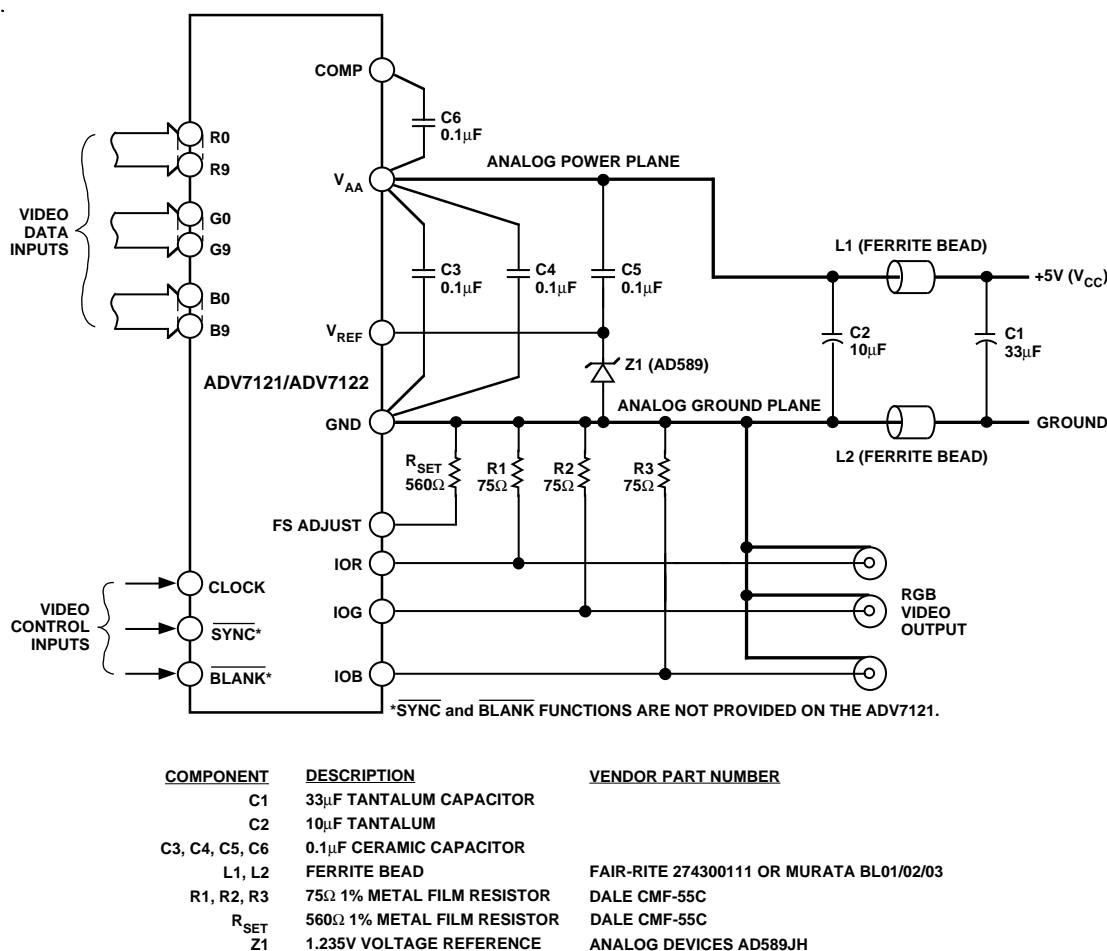 COMP
C6
0.1μF
ANALOG POWER PLANE
R0
R9
VAA
VIDEO
DATA
INPUTS
G0
G9
L1 (FERRITE BEAD)
C3
0.1μF
C4
0.1μF
C5
0.1μF
+5V (VCC)
B0
B9
VREF
C2
10μF
C1
33μF
Z1 (AD589)
ADV7121/ADV7122
ANALOG GROUND PLANE
GND
GROUND
RSET
560Ω
R1
75Ω
R2
75Ω
R3
75Ω
L2 (FERRITE BEAD)
FS ADJUST
IOR
CLOCK
RGB
VIDEO
OUTPUT
VIDEO
CONTROL
INPUTS
IOG
SYNC*
BLANK*
IOB
*SYNC and BLANK FUNCTIONS ARE NOT PROVIDED ON THE ADV7121.
COMPONENT DESCRIPTION VENDOR PART NUMBER
C1 33μF TANTALUM CAPACITOR
C2 10μF TANTALUM
C3, C4, C5, C6 0.1μF CERAMIC CAPACITOR
L1, L2 FERRITE BEAD FAIR-RITE 274300111 OR MURATA BL01/02/03
R1, R2, R3 75Ω 1% METAL FILM RESISTOR DALE CMF-55C
RSET 560Ω 1% METAL FILM RESISTOR DALE CMF-55C
Z1 1.235V VOLTAGE REFERENCE ANALOG DEVICES AD589JH